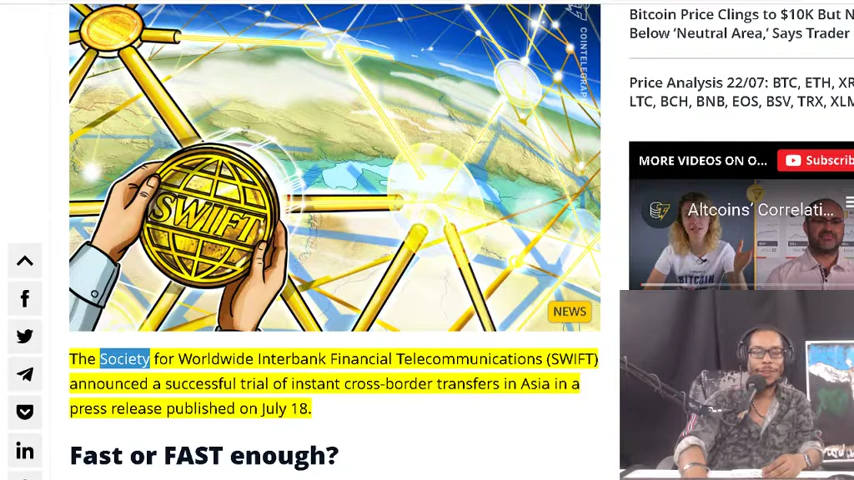 COINTELEGRAPH
SWIFT
NEWS
The Society for Worldwide Interbank Financial Telecommunications (SWIFT)
announced a successful trial of instant cross-border transfers in Asia in a
press release published on July 18.
Fast or FAST enough?
Bitcoin Price Clings to $10K But N
Below ‘Neutral Area,’ Says Trader
Price Analysis 22/07: BTC, ETH, XR
LTC, BCH, BNB, EOS, BSV, TRX, XLM
MORE VIDEOS ON O...
Subscrib
Altcoins’ Correlati...
BITCOIN
f
in